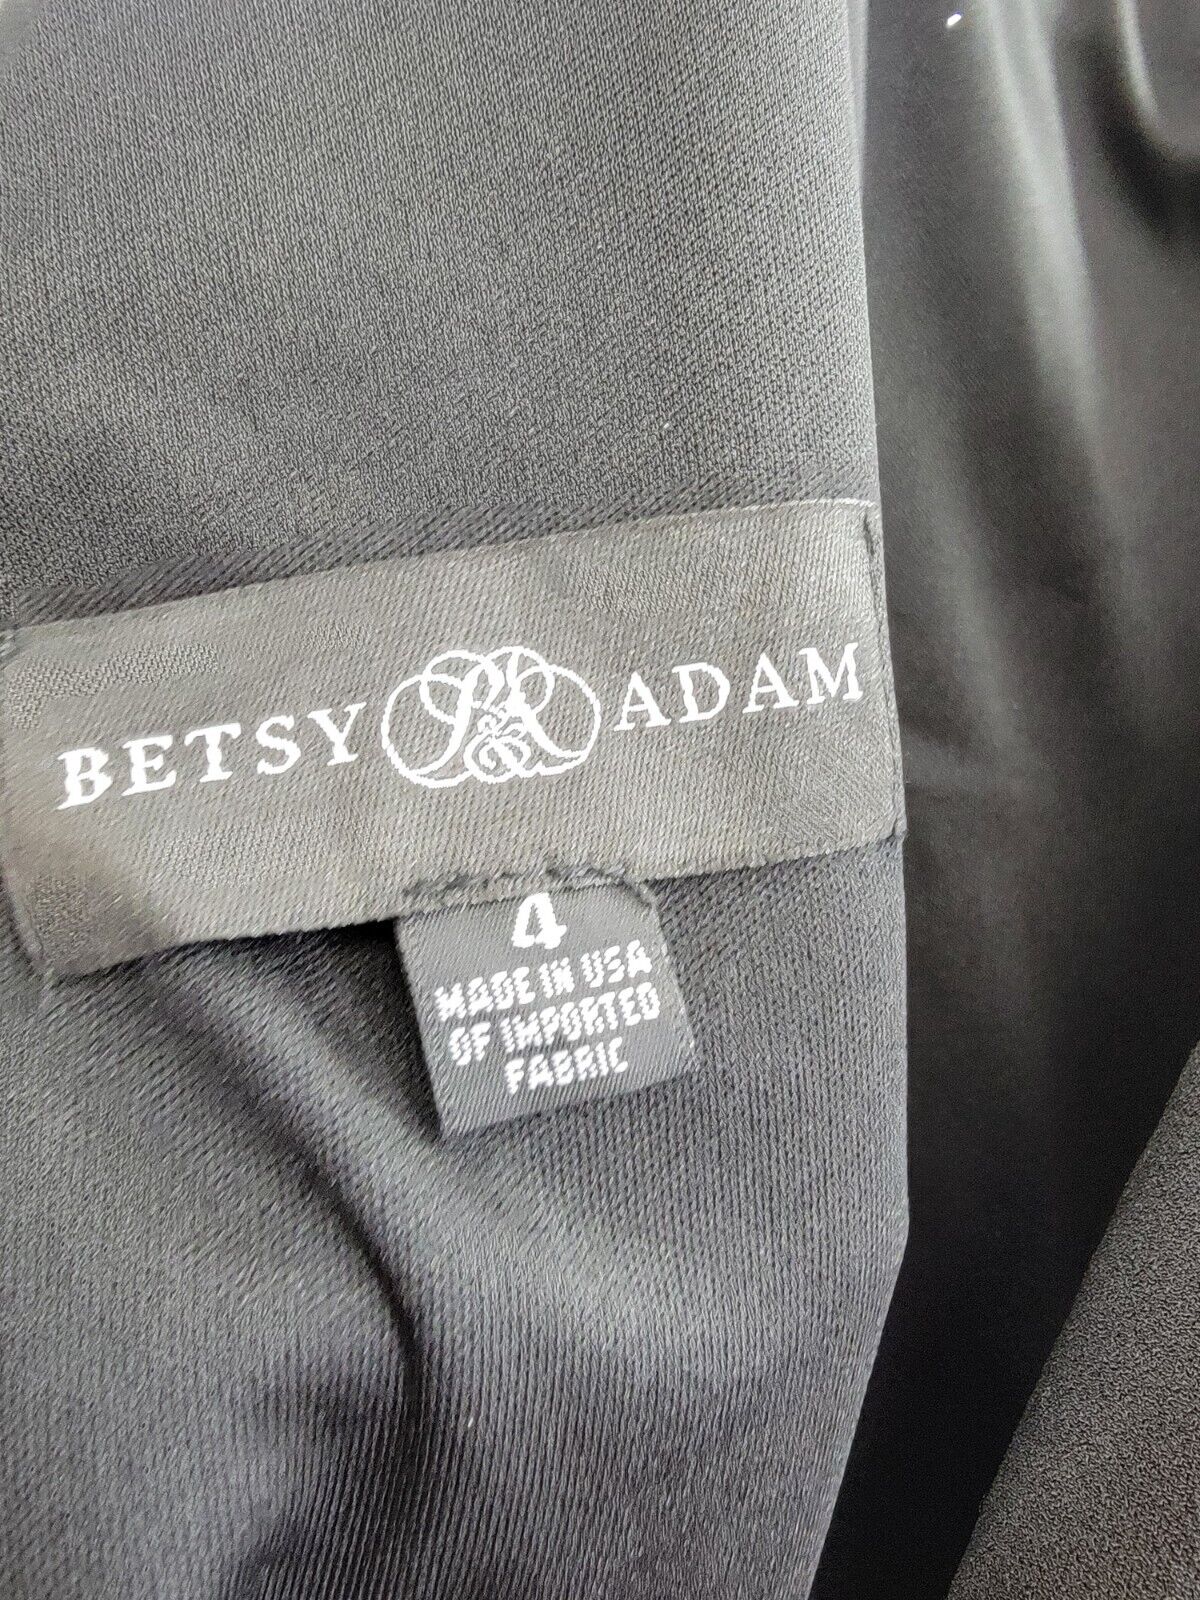 BETSY ADAM
4
MADE IN USA
OF IMPORTED
FABRIC